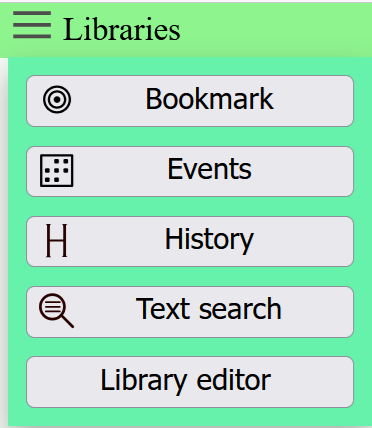 Libraries
Bookmark
Events
H History
Text search
Library editor